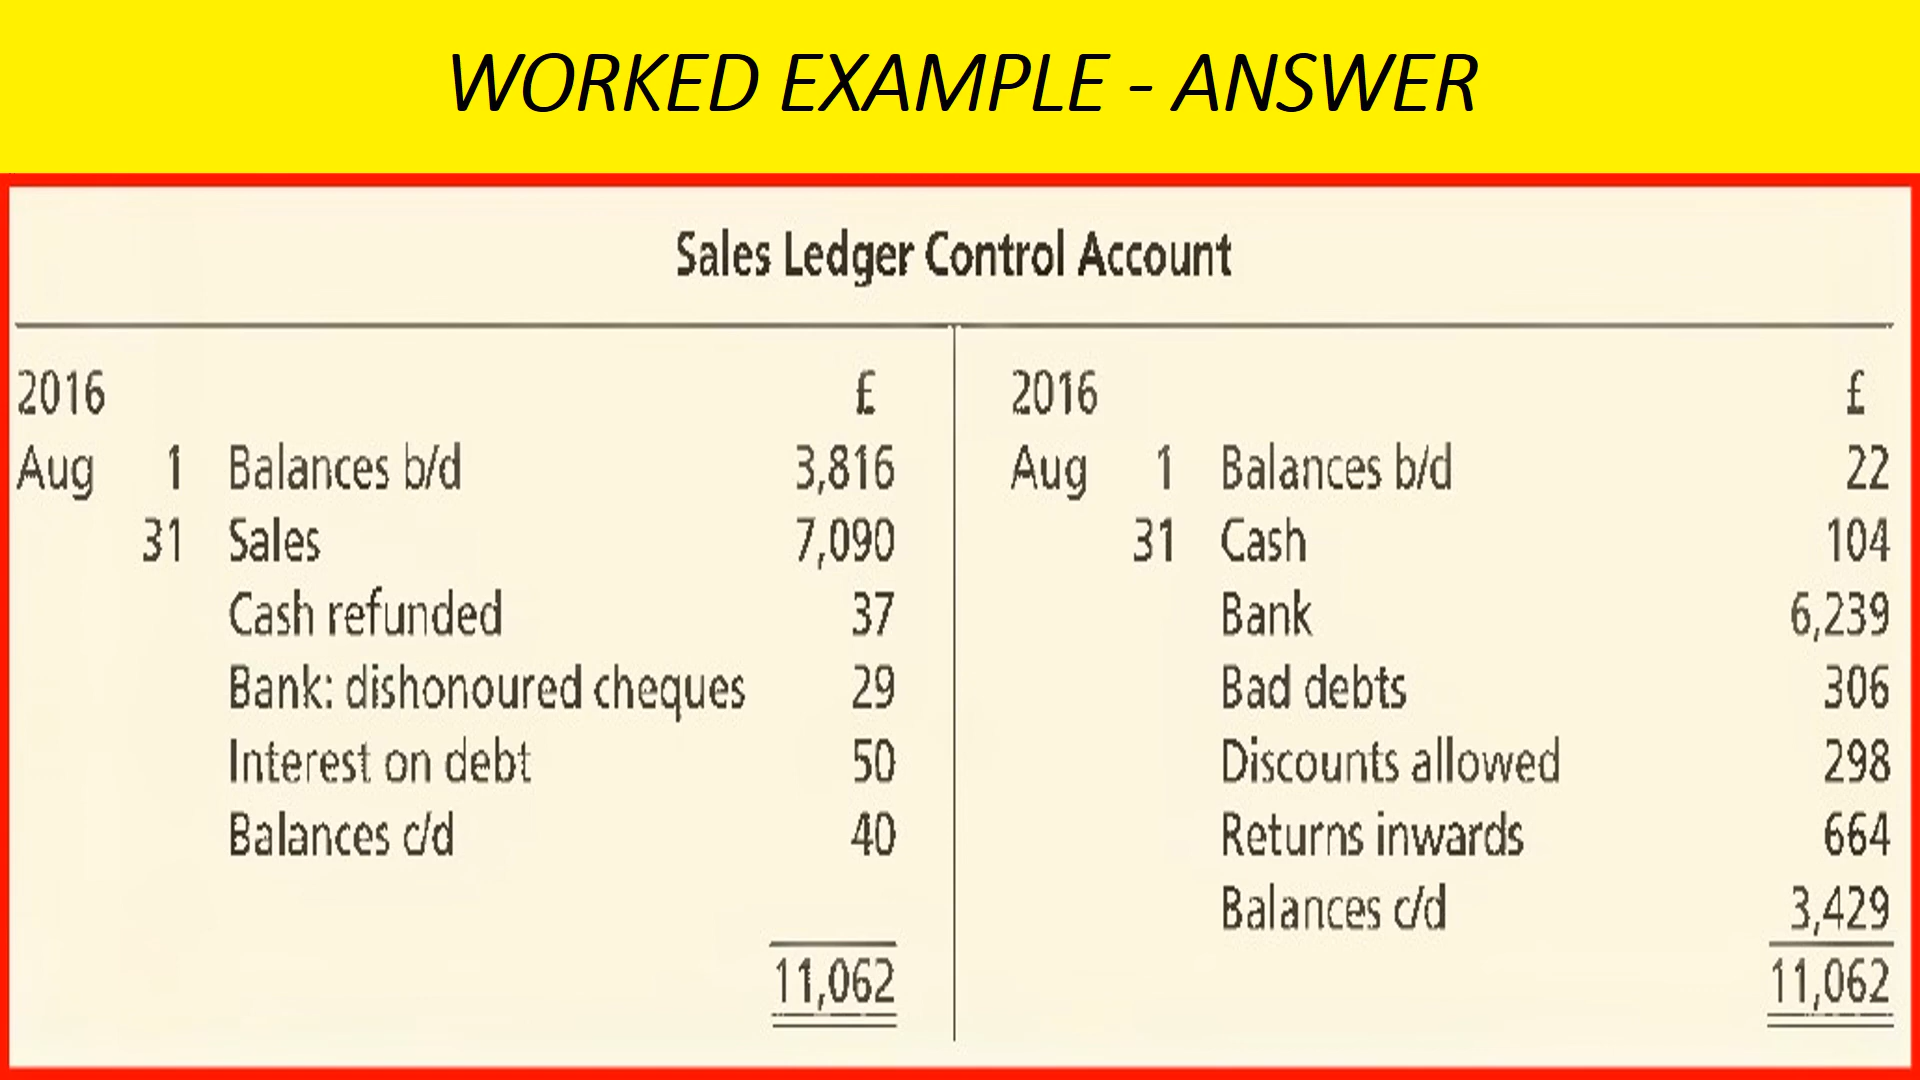 WORKED EXAMPLE - ANSWER
Sales Ledger Control Account
2016 £ 2016 £
Aug 1 Balances b/d 3,816 Aug 1 Balances b/d 22
31 Sales 7,090 31 Cash 104
Cash refunded 37 Bank 6,239
Bank: dishonoured cheques 29 Bad debts 306
Interest on debt 50 Discounts allowed 298
Balances c/d 40 Returns inwards 664
Balances c/d 3,429
11,062 11,062